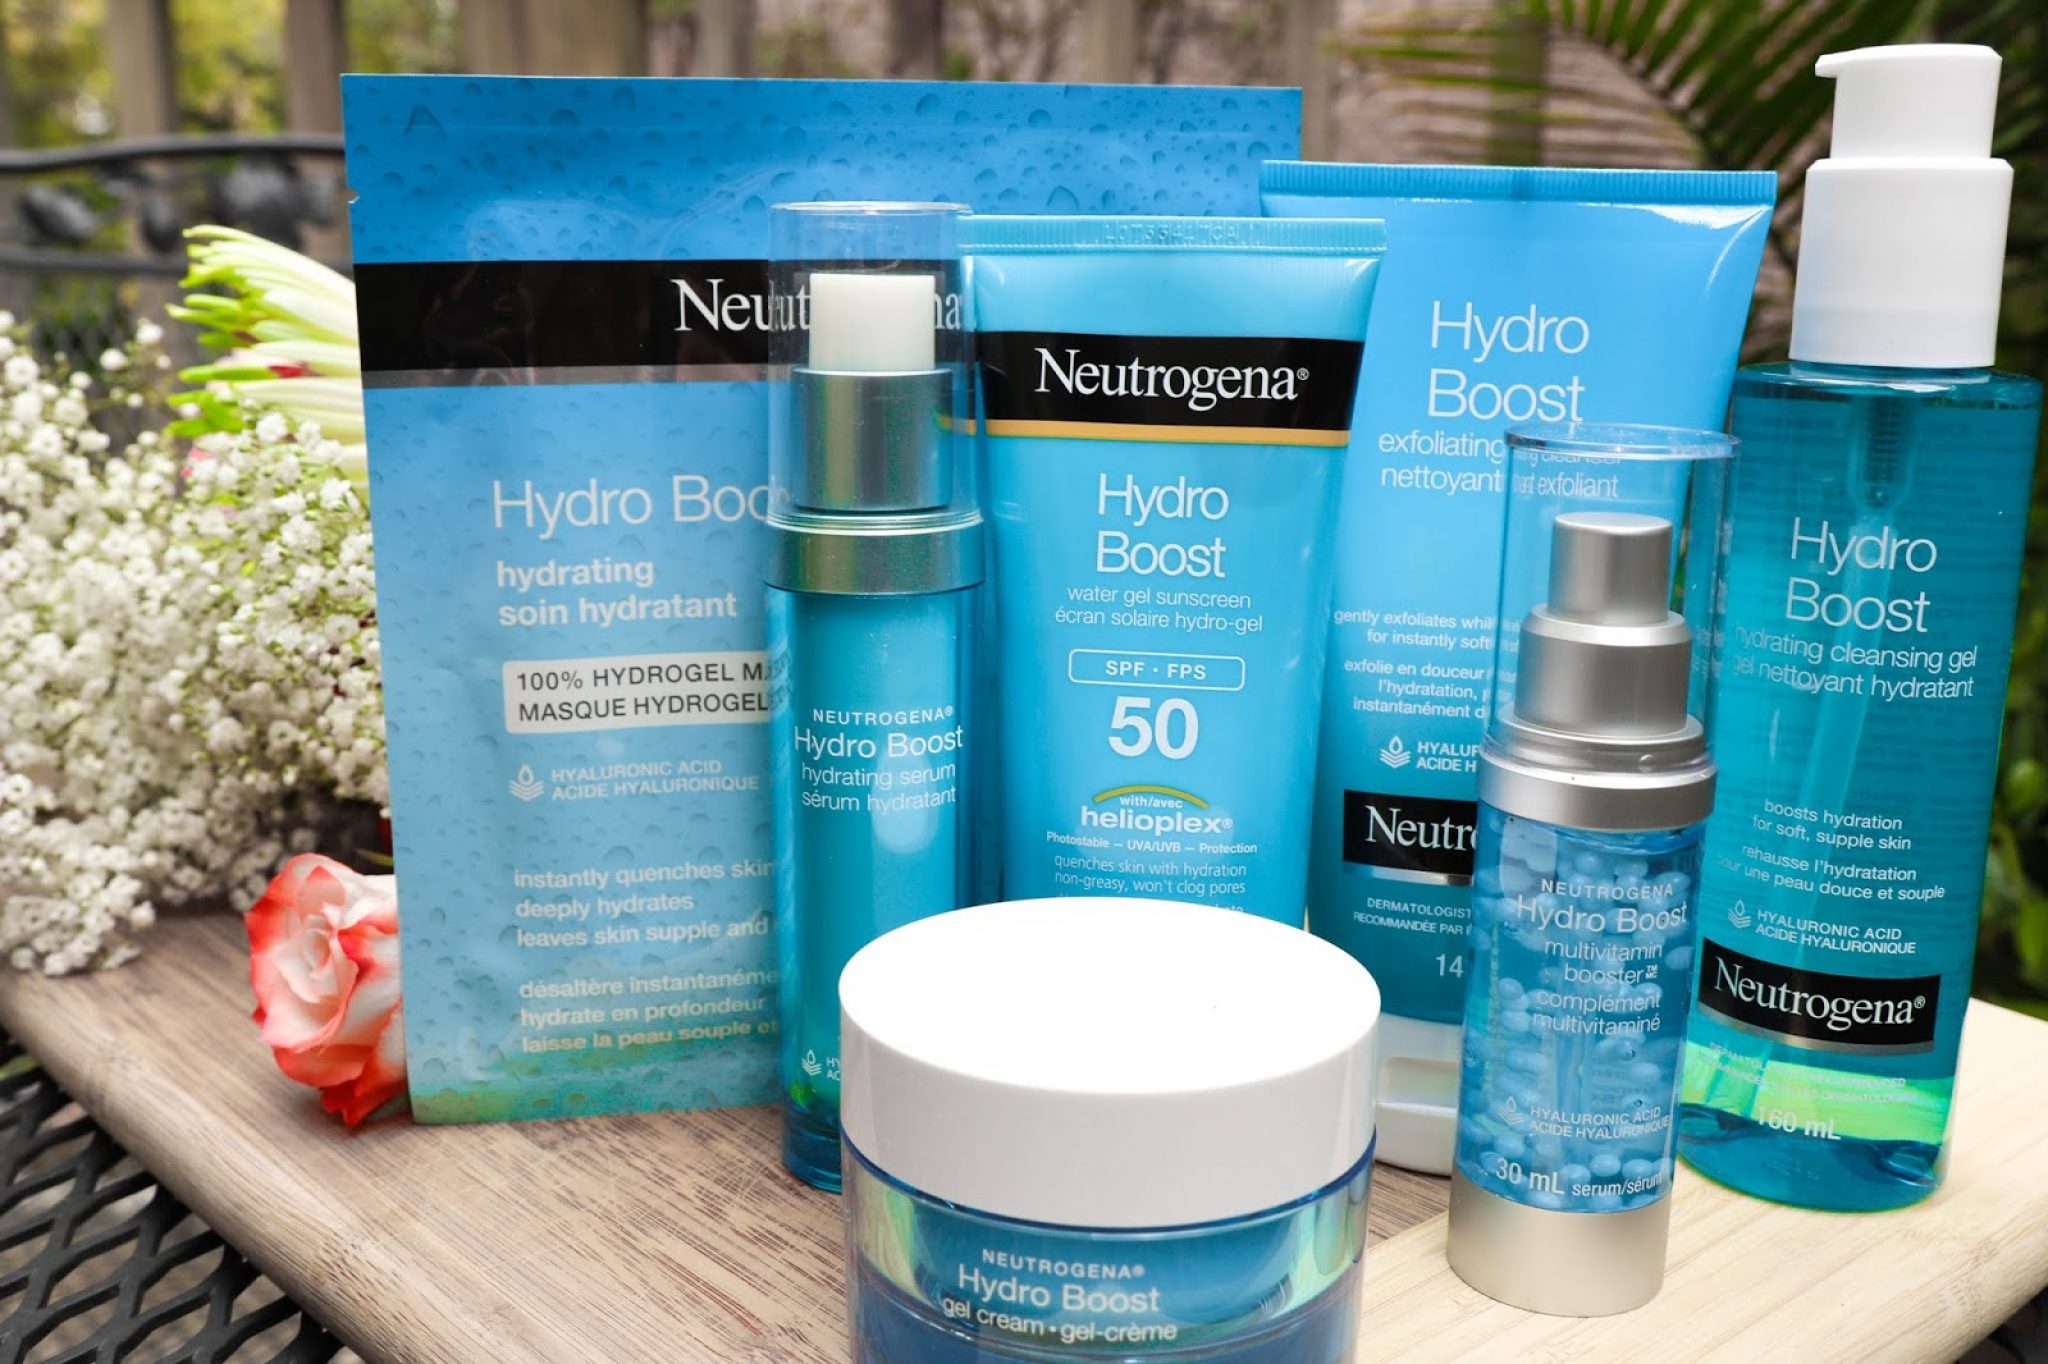 Hydro
hydrating
soin hydratant
100% HYDROGEL
MASQUE HYDROGEL
HYALURONIC ACID
ACIDE HYALURONIQUE
instantly quenches skin
deeply hydrates
leaves skin supple and
désaltère instantanéme
hydrate en profondeur
laisse la peau souple et
NEUTROGENA®
Hydro Boost
hydrating serum
sérum hydratant
Neutrogena®
Hydro
Boost
water gel sunscreen
écran solaire hydro-gel
SPF · FPS
50
with/avec
helioplex®
Photostable — UVA/UVB — Protection
quenches skin with hydration
non-greasy, won't clog pores
Hydro
Boost
exfoliating
nettoyant exfoliant
gently exfoliates
for instantly
exfolie en douceur
l'hydratation,
instantanément
HYALUR
ACIDE H
Neutro
DERMATOLOGIST
RECOMMANDÉE PAR
14
NEUTROGENA
Hydro Boost
multivitamin
booster™
MC
complément
multivitaminé
HYALURONIC ACID
ACIDE HYALURONIQUE
30 mL serum/sérum
Hydro
Boost
hydrating cleansing gel
gel nettoyant hydratant
boosts hydration
for soft, supple skin
rehausse l'hydratation
pour une peau douce et souple
HYALURONIC ACID
ACIDE HYALURONIQUE
Neutrogena®
160 mL
NEUTROGENA®
Hydro Boost
gel cream • gel-crème